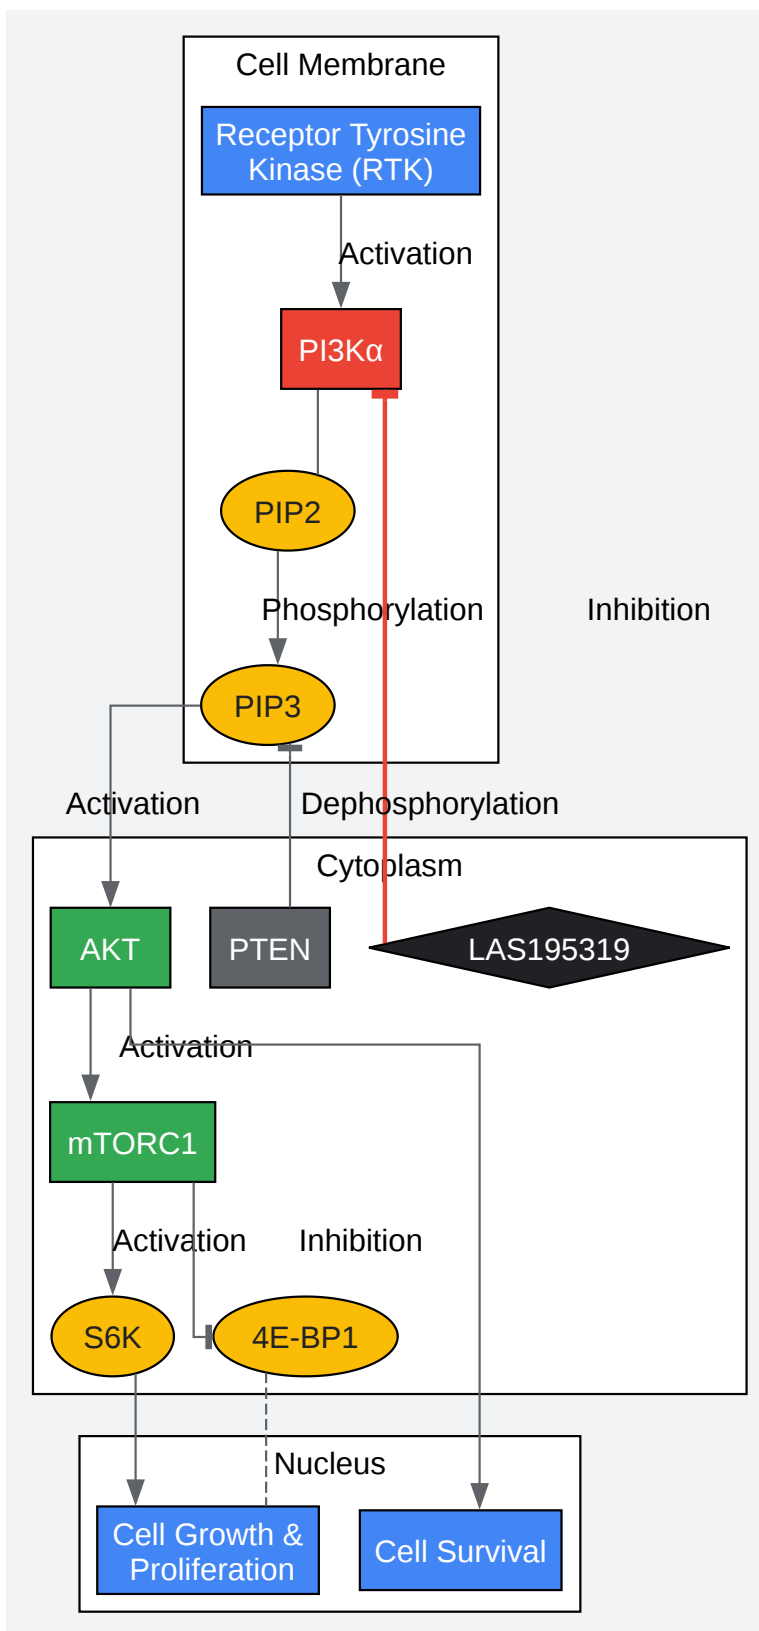 Cell Membrane
Receptor Tyrosine
Kinase (RTK)
Activation
PI3Kα
PIP2
Phosphorylation
Inhibition
PIP3
Activation
Dephosphorylation
Cytoplasm
AKT
PTEN
LAS195319
Activation
mTORC1
Activation
Inhibition
S6K
4E-BP1
Nucleus
Cell Growth &
Proliferation
Cell Survival